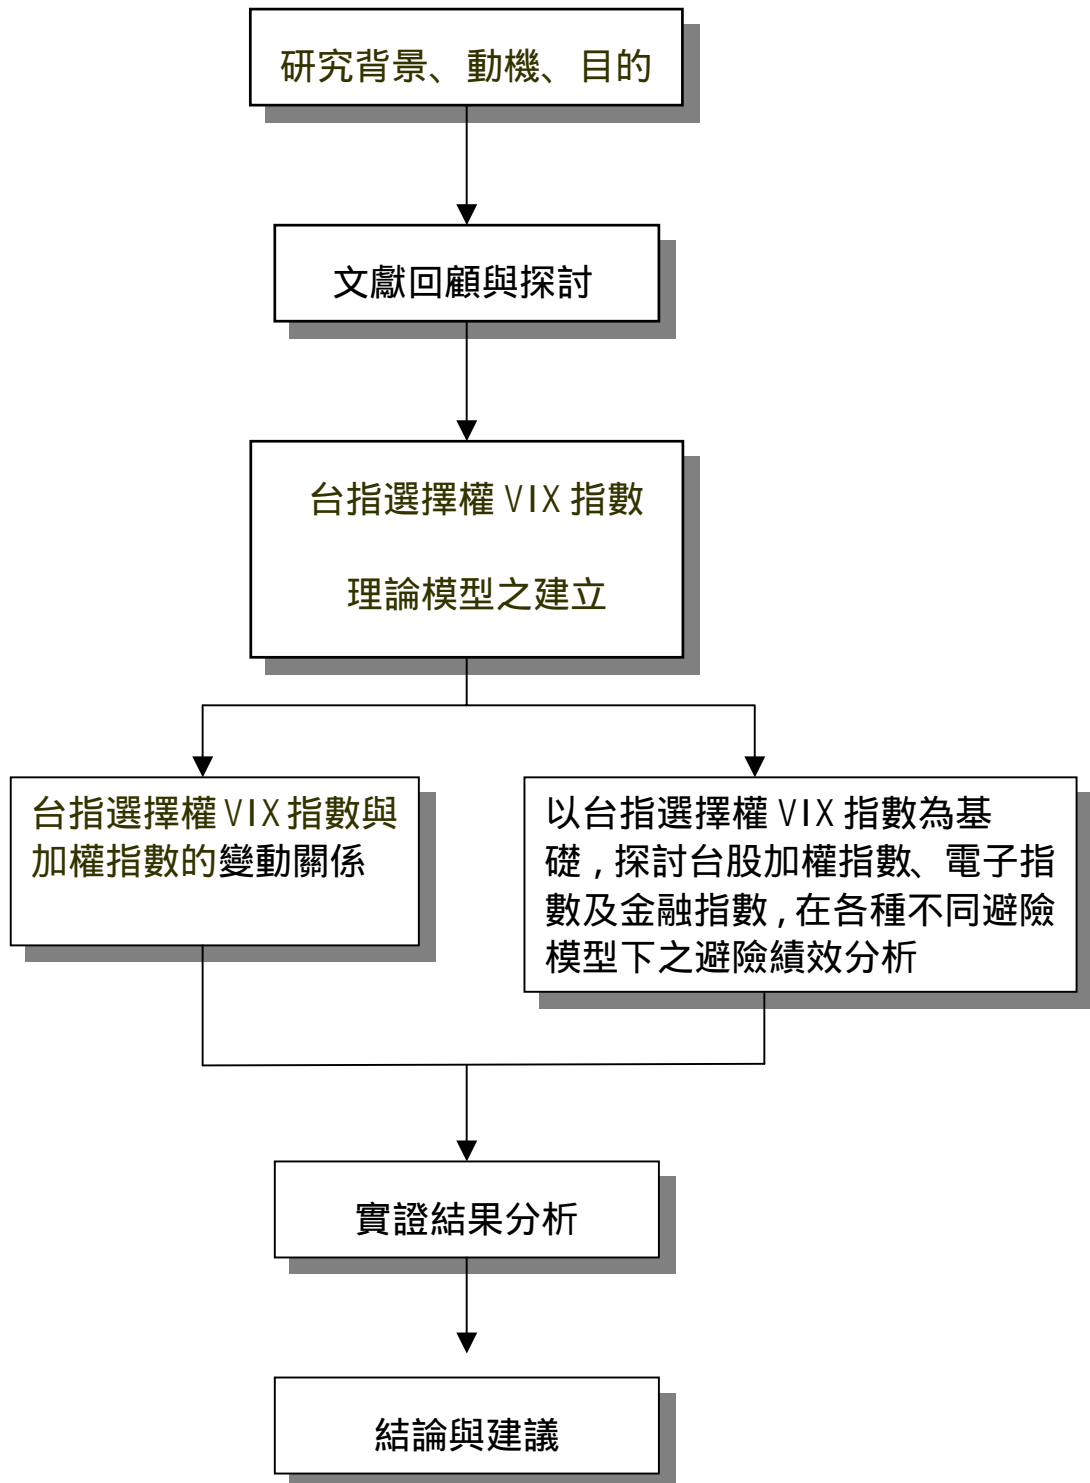 研究背景、動機、目的
文獻回顧與探討
台指選擇權 VIX 指數
理論模型之建立
台指選擇權 VIX 指數與
加權指數的變動關係
以台指選擇權 VIX 指數為基
礎，探討台股加權指數、電子指
數及金融指數，在各種不同避險
模型下之避險績效分析
實證結果分析
結論與建議